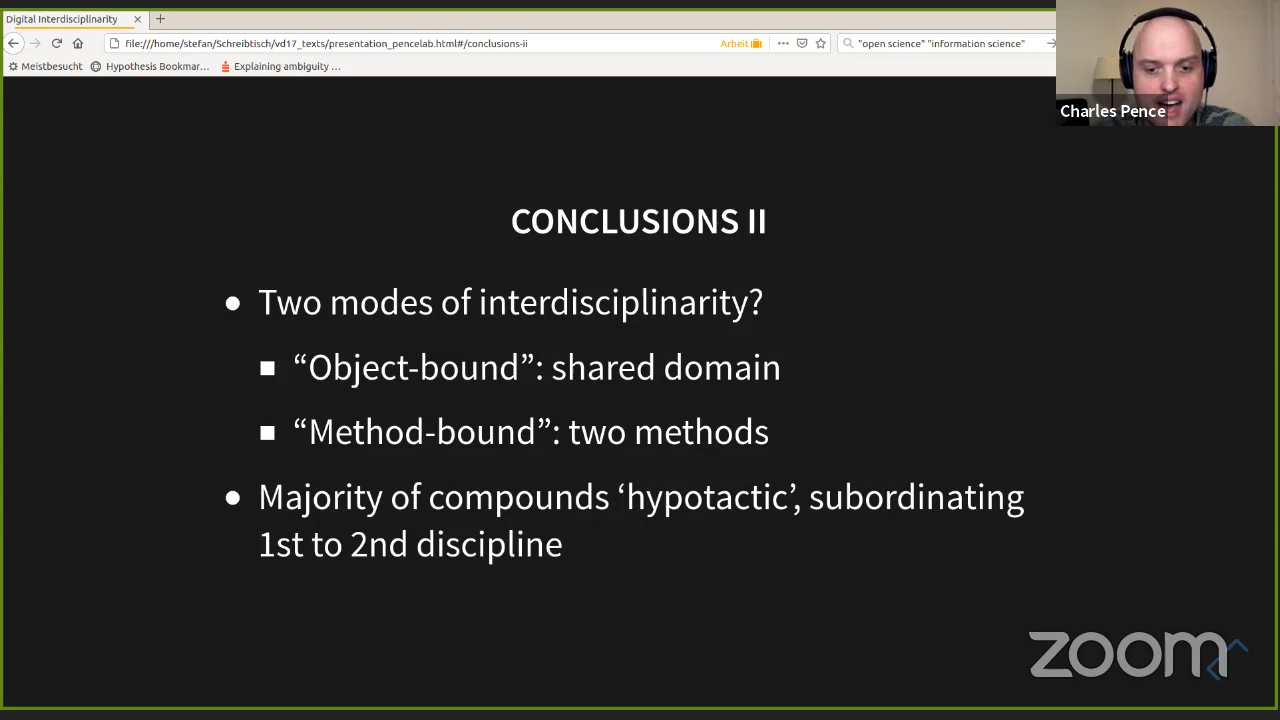 Digital Interdisciplinarity
file:///home/stefan/Schreibtisch/vd17_texts/presentation_pencelab.html#/conclusions-ii
Arbeit
"open science" "information science"
Meistbesucht
Hypothesis Bookmar...
Explaining ambiguity ...
Charles Pence
CONCLUSIONS II
● Two modes of interdisciplinarity?
■ “Object-bound”: shared domain
■ “Method-bound”: two methods
● Majority of compounds ‘hypotactic’, subordinating
1st to 2nd discipline
zoom